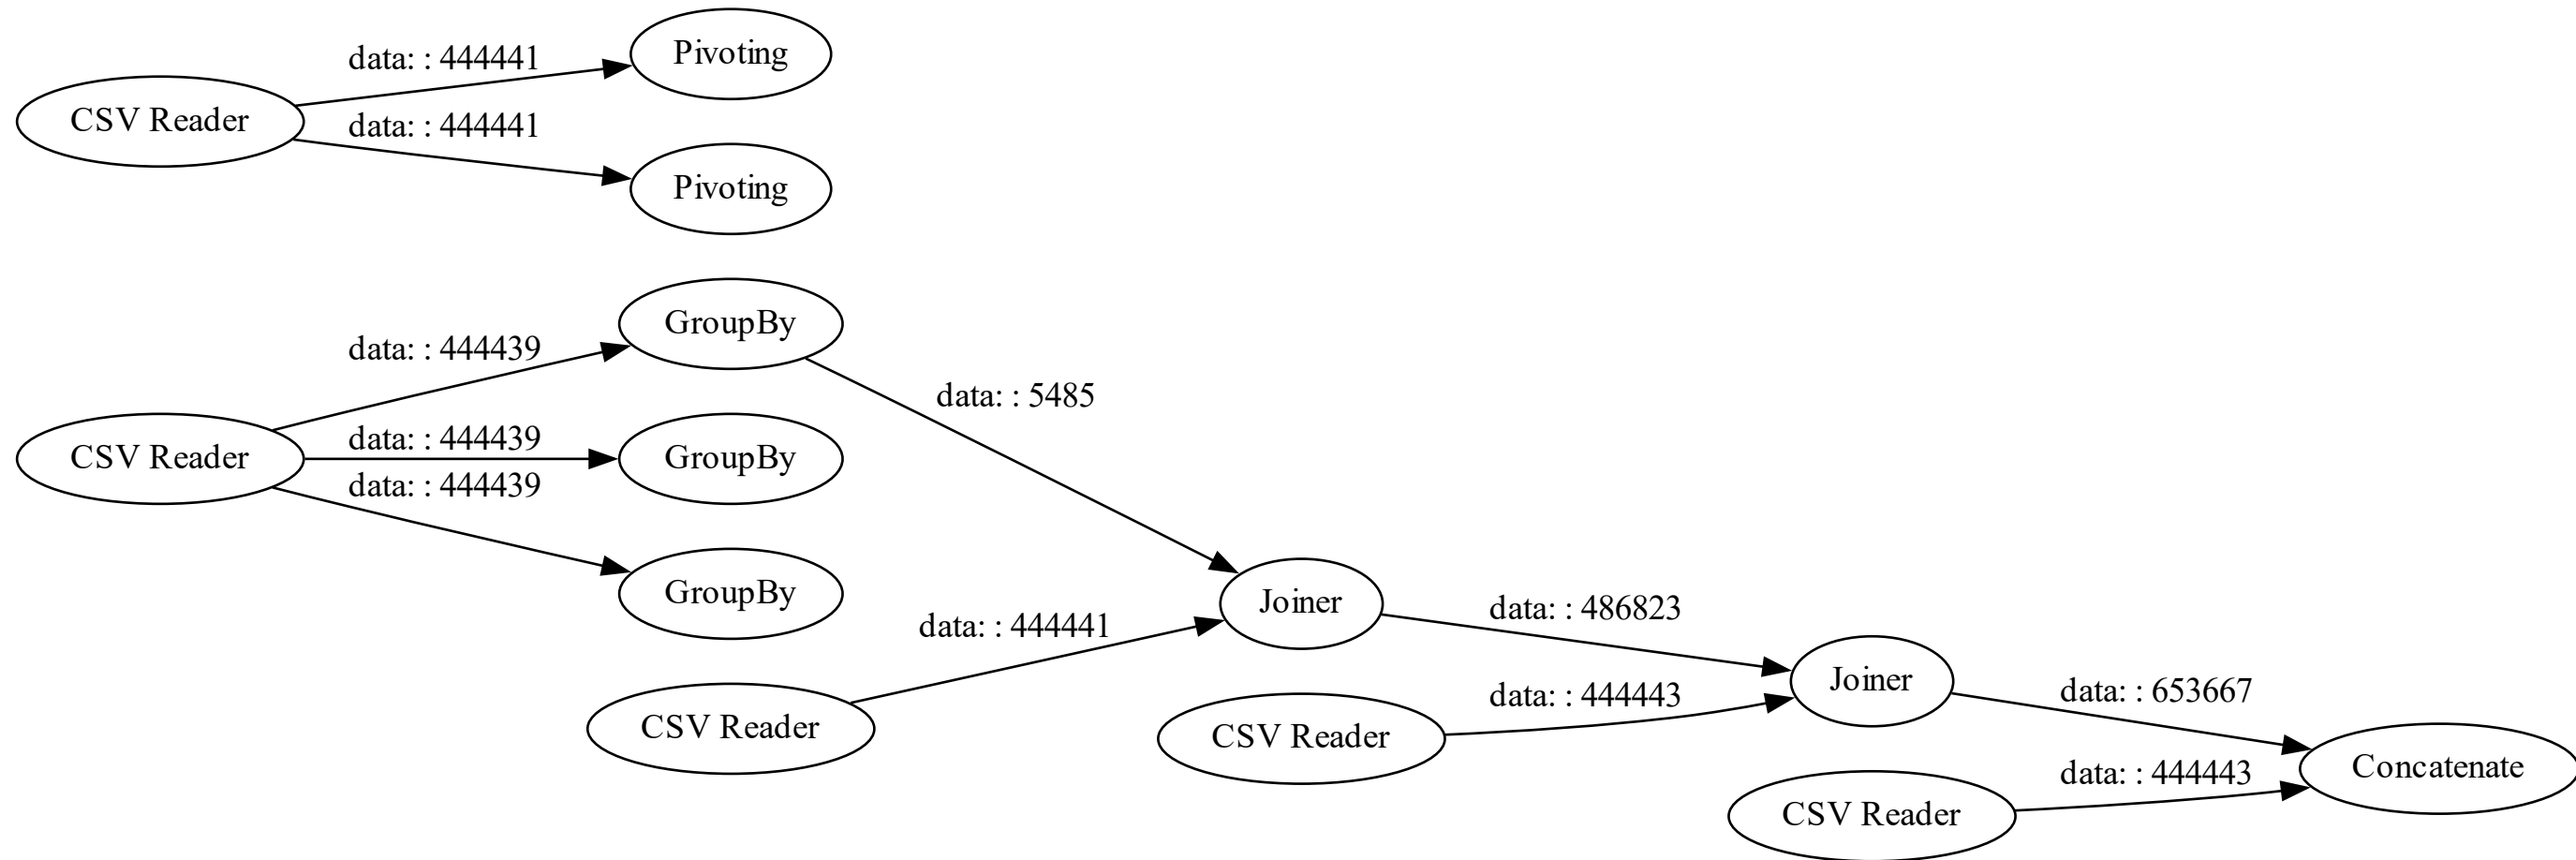 data: : 444441
Pivoting
CSV Reader
data: : 444441
Pivoting
GroupBy
data: : 444439
data: : 5485
data: : 444439
CSV Reader
GroupBy
data: : 444439
GroupBy
Joiner
data: : 444441
data: : 486823
CSV Reader
Joiner
data: : 444443
data: : 653667
CSV Reader
Concatenate
data: : 444443
CSV Reader